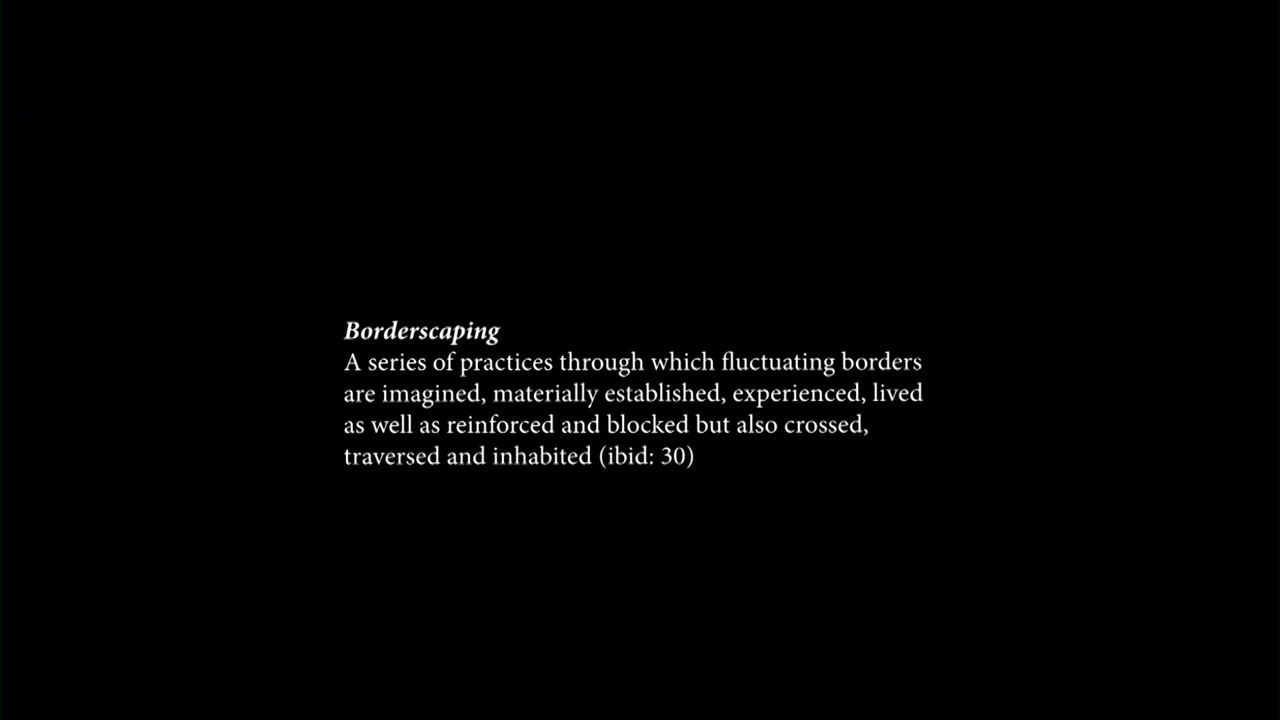 Borderscaping
A series of practices through which fluctuating borders
are imagined, materially established, experienced, lived
as well as reinforced and blocked but also crossed,
traversed and inhabited (ibid: 30)